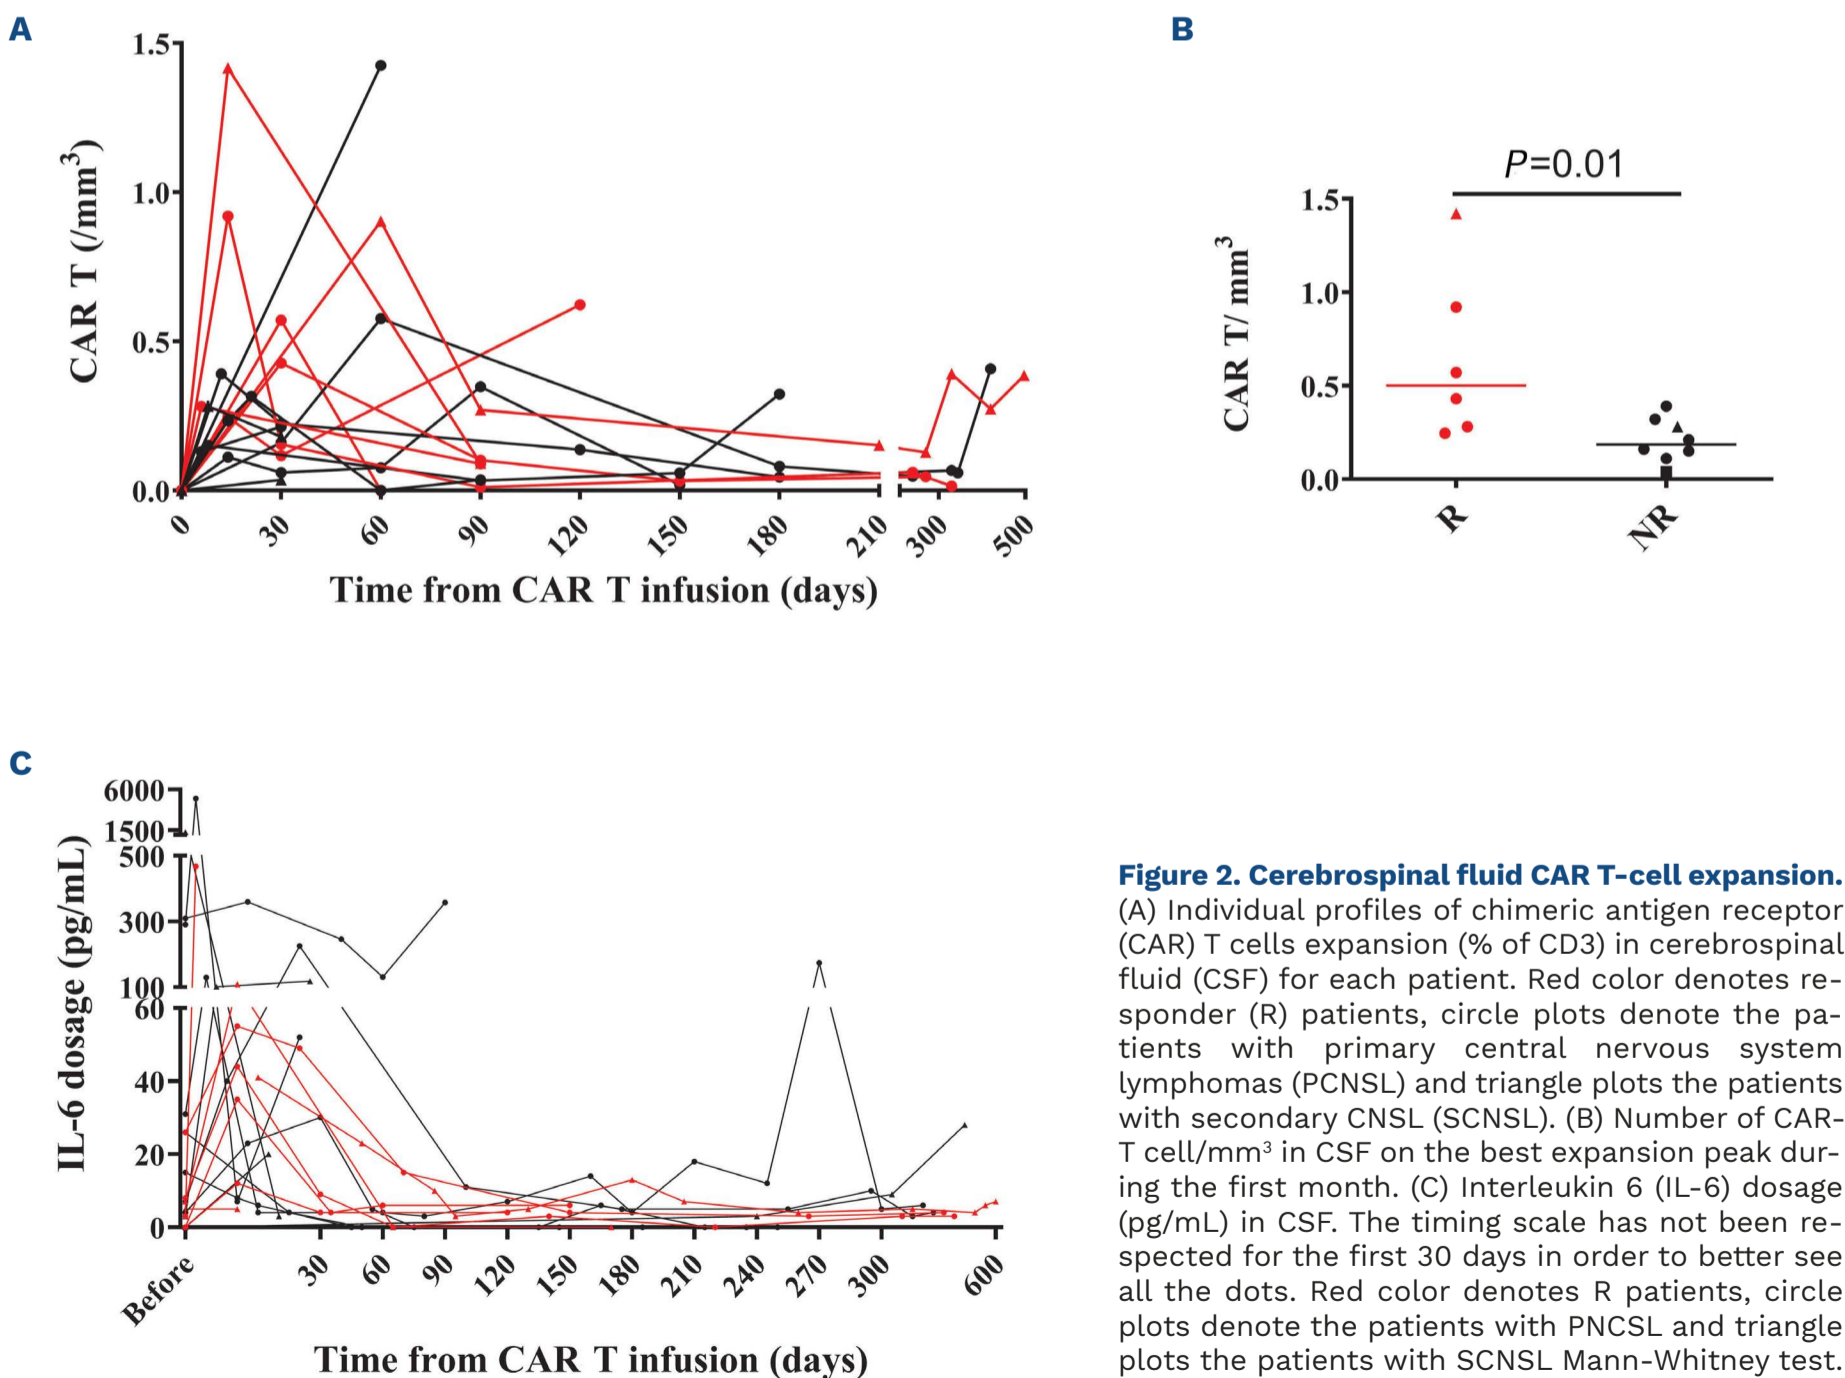 A
1.5
1.0
0.5
0.0
CAR T (/mm³)
0
30
60
90
120
150
180
210
300
500
Time from CAR T infusion (days)
B
P=0.01
1.5
1.0
0.5
0.0
CAR T/ mm³
R
NR
C
6000
1500
500
300
100
60
40
20
0
IL-6 dosage (pg/mL)
Before
30
60
90
120
150
180
210
240
270
300
600
Time from CAR T infusion (days)
Figure 2. Cerebrospinal fluid CAR T-cell expansion.
(A) Individual profiles of chimeric antigen receptor
(CAR) T cells expansion (% of CD3) in cerebrospinal
fluid (CSF) for each patient. Red color denotes re-
sponder (R) patients, circle plots denote the pa-
tients with primary central nervous system
lymphomas (PCNSL) and triangle plots the patients
with secondary CNSL (SCNSL). (B) Number of CAR-
T cell/mm³ in CSF on the best expansion peak dur-
ing the first month. (C) Interleukin 6 (IL-6) dosage
(pg/mL) in CSF. The timing scale has not been re-
spected for the first 30 days in order to better see
all the dots. Red color denotes R patients, circle
plots denote the patients with PNCSL and triangle
plots the patients with SCNSL Mann-Whitney test.